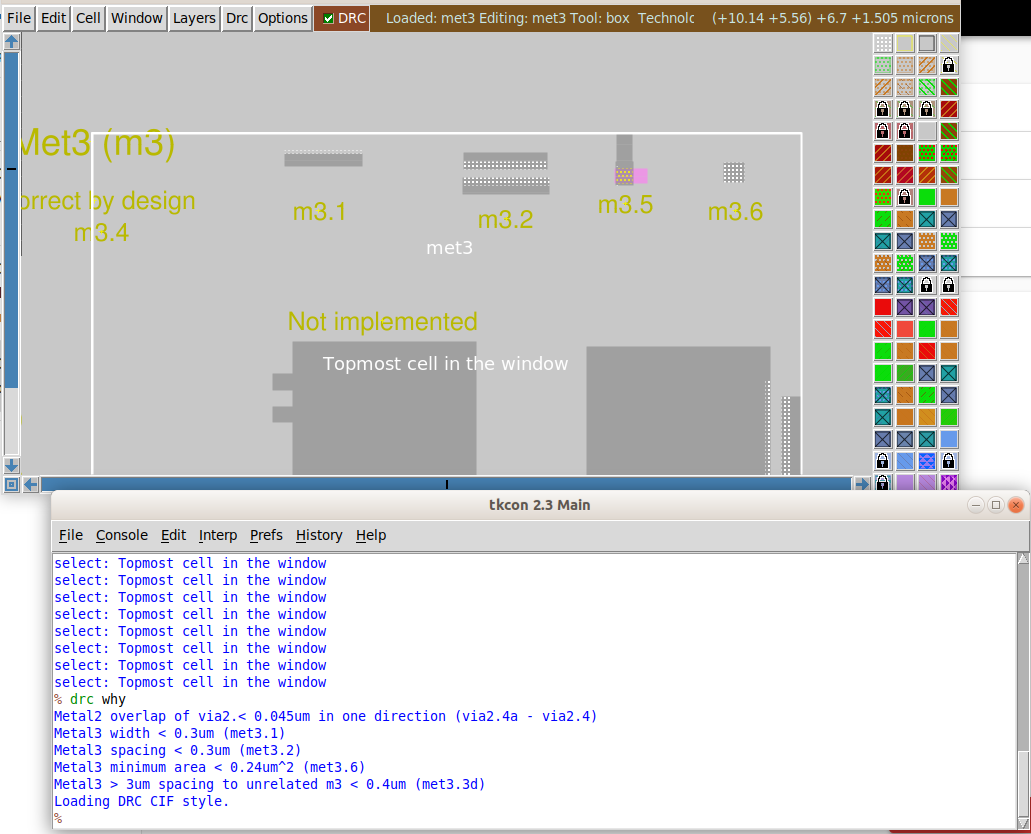 File Edit Cell Window Layers Drc Options DRC Loaded: met3 Editing: met3 Tool: box Technolo (+10.14 +5.56) +6.7 +1.505 microns
Met3 (m3)
orrect by design
m3.4
m3.1
m3.2
m3.5
m3.6
met3
Not implemented
Topmost cell in the window
tkcon 2.3 Main
File Console Edit Interp Prefs History Help
select: Topmost cell in the window
select: Topmost cell in the window
select: Topmost cell in the window
select: Topmost cell in the window
select: Topmost cell in the window
select: Topmost cell in the window
select: Topmost cell in the window
select: Topmost cell in the window
% drc why
Metal2 overlap of via2.< 0.045um in one direction (via2.4a - via2.4)
Metal3 width < 0.3um (met3.1)
Metal3 spacing < 0.3um (met3.2)
Metal3 minimum area < 0.24um^2 (met3.6)
Metal3 > 3um spacing to unrelated m3 < 0.4um (met3.3d)
Loading DRC CIF style.
%